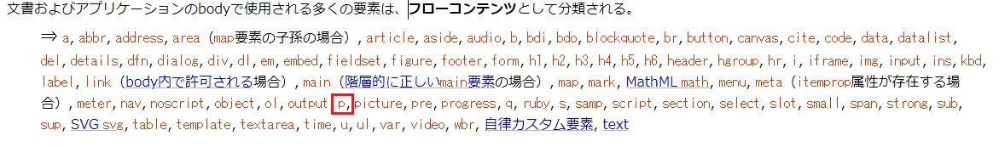 文書およびアプリケーションのbodyで使用される多くの要素は、フローコンテンツとして分類される。
⇒ a, abbr, address, area（map要素の子孫の場合）, article, aside, audio, b, bdi, bdo, blockquote, br, button, canvas, cite, code, data, datalist,
del, details, dfn, dialog, div, dl, em, embed, fieldset, figure, footer, form, h1, h2, h3, h4, h5, h6, header, hgroup, hr, i, iframe, img, input, ins, kbd,
label, link（body内で許可される場合）, main（階層的に正しいmain要素の場合）, map, mark, MathML math, menu, meta（itemprop属性が存在する場
合）, meter, nav, noscript, object, ol, output, p, picture, pre, progress, q, ruby, s, samp, script, section, select, slot, small, span, strong, sub,
sup, SVG svg, table, template, textarea, time, u, ul, var, video, wbr, 自律カスタム要素, text